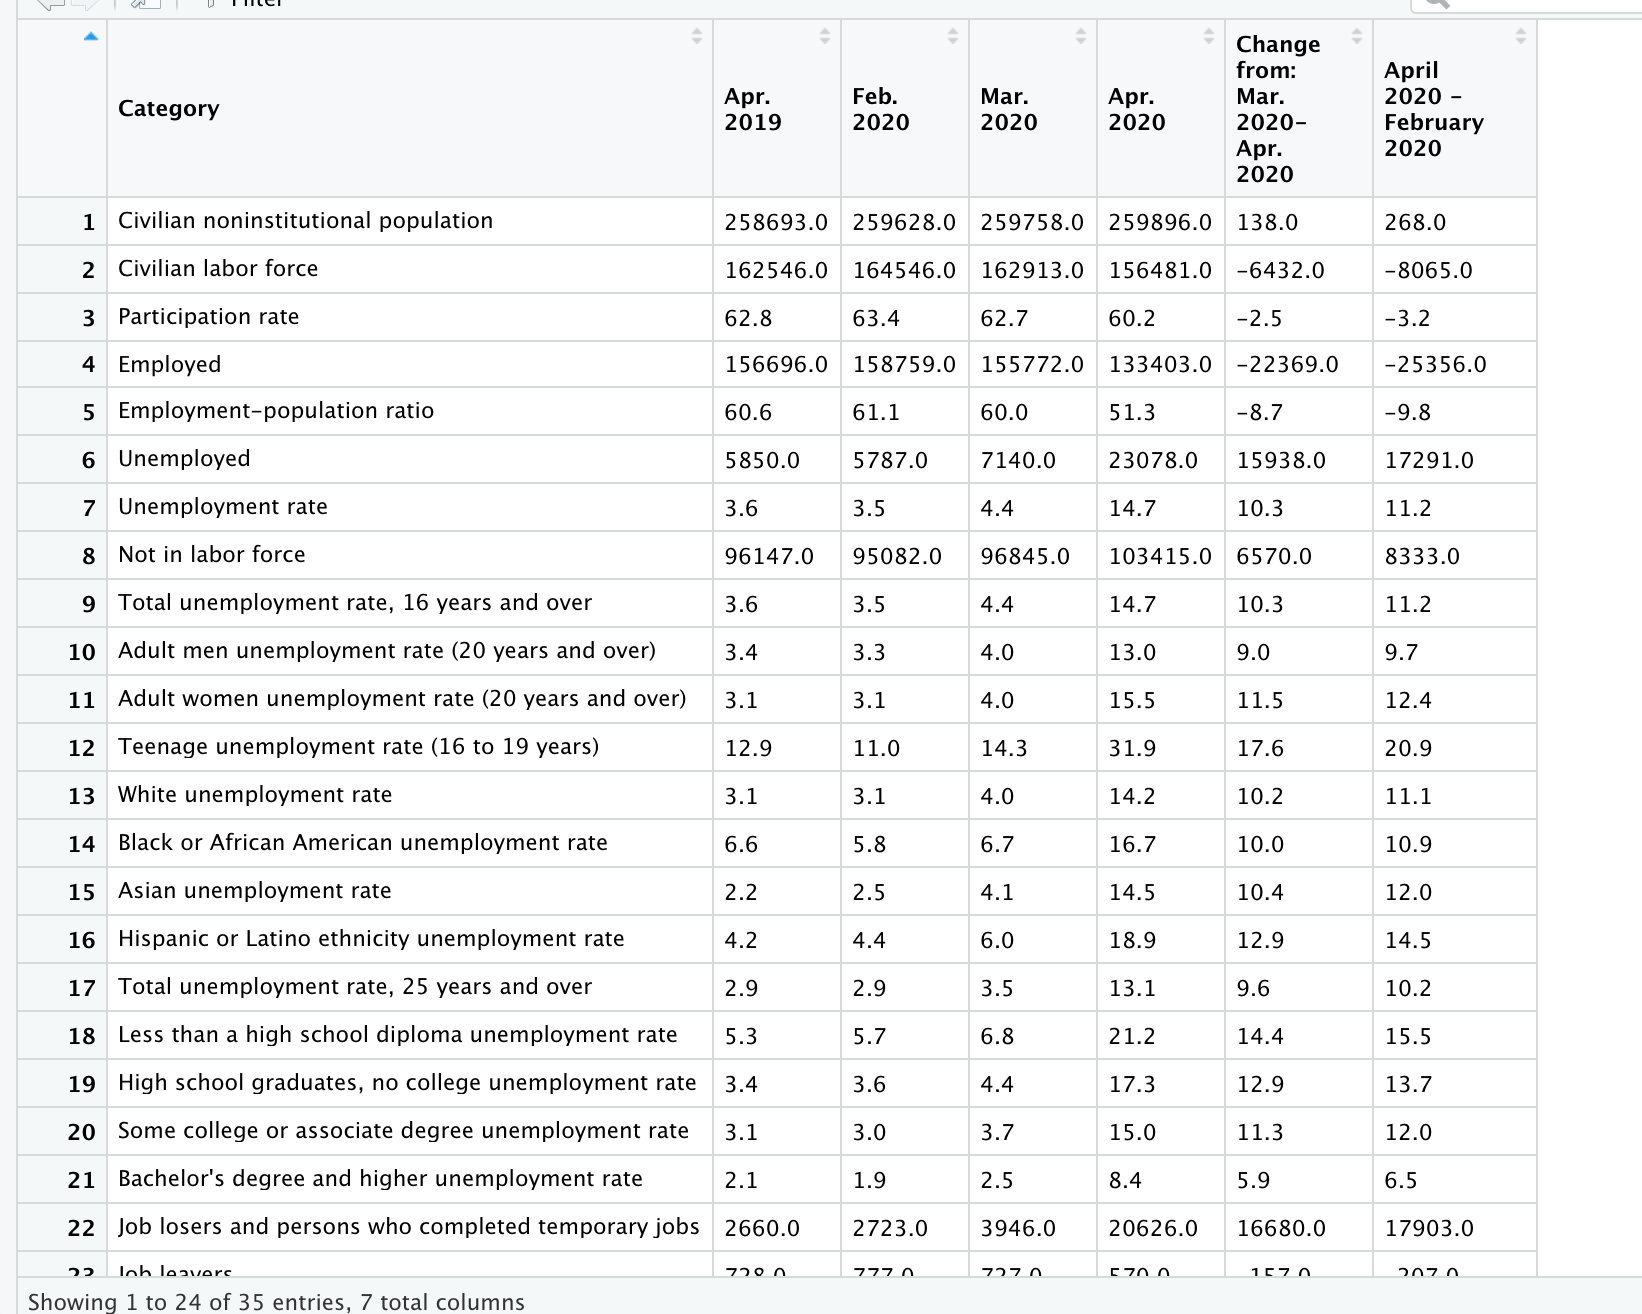 Filter
Category Apr. 2019 Feb. 2020 Mar. 2020 Apr. 2020 Change from: Mar. 2020-Apr. 2020 April 2020 - February 2020
1 Civilian noninstitutional population 258693.0 259628.0 259758.0 259896.0 138.0 268.0
2 Civilian labor force 162546.0 164546.0 162913.0 156481.0 -6432.0 -8065.0
3 Participation rate 62.8 63.4 62.7 60.2 -2.5 -3.2
4 Employed 156696.0 158759.0 155772.0 133403.0 -22369.0 -25356.0
5 Employment-population ratio 60.6 61.1 60.0 51.3 -8.7 -9.8
6 Unemployed 5850.0 5787.0 7140.0 23078.0 15938.0 17291.0
7 Unemployment rate 3.6 3.5 4.4 14.7 10.3 11.2
8 Not in labor force 96147.0 95082.0 96845.0 103415.0 6570.0 8333.0
9 Total unemployment rate, 16 years and over 3.6 3.5 4.4 14.7 10.3 11.2
10 Adult men unemployment rate (20 years and over) 3.4 3.3 4.0 13.0 9.0 9.7
11 Adult women unemployment rate (20 years and over) 3.1 3.1 4.0 15.5 11.5 12.4
12 Teenage unemployment rate (16 to 19 years) 12.9 11.0 14.3 31.9 17.6 20.9
13 White unemployment rate 3.1 3.1 4.0 14.2 10.2 11.1
14 Black or African American unemployment rate 6.6 5.8 6.7 16.7 10.0 10.9
15 Asian unemployment rate 2.2 2.5 4.1 14.5 10.4 12.0
16 Hispanic or Latino ethnicity unemployment rate 4.2 4.4 6.0 18.9 12.9 14.5
17 Total unemployment rate, 25 years and over 2.9 2.9 3.5 13.1 9.6 10.2
18 Less than a high school diploma unemployment rate 5.3 5.7 6.8 21.2 14.4 15.5
19 High school graduates, no college unemployment rate 3.4 3.6 4.4 17.3 12.9 13.7
20 Some college or associate degree unemployment rate 3.1 3.0 3.7 15.0 11.3 12.0
21 Bachelor's degree and higher unemployment rate 2.1 1.9 2.5 8.4 5.9 6.5
22 Job losers and persons who completed temporary jobs 2660.0 2723.0 3946.0 20626.0 16680.0 17903.0
23 Job leavers 728.0 777.0 727.0 570.0 -157.0 -207.0
Showing 1 to 24 of 35 entries, 7 total columns